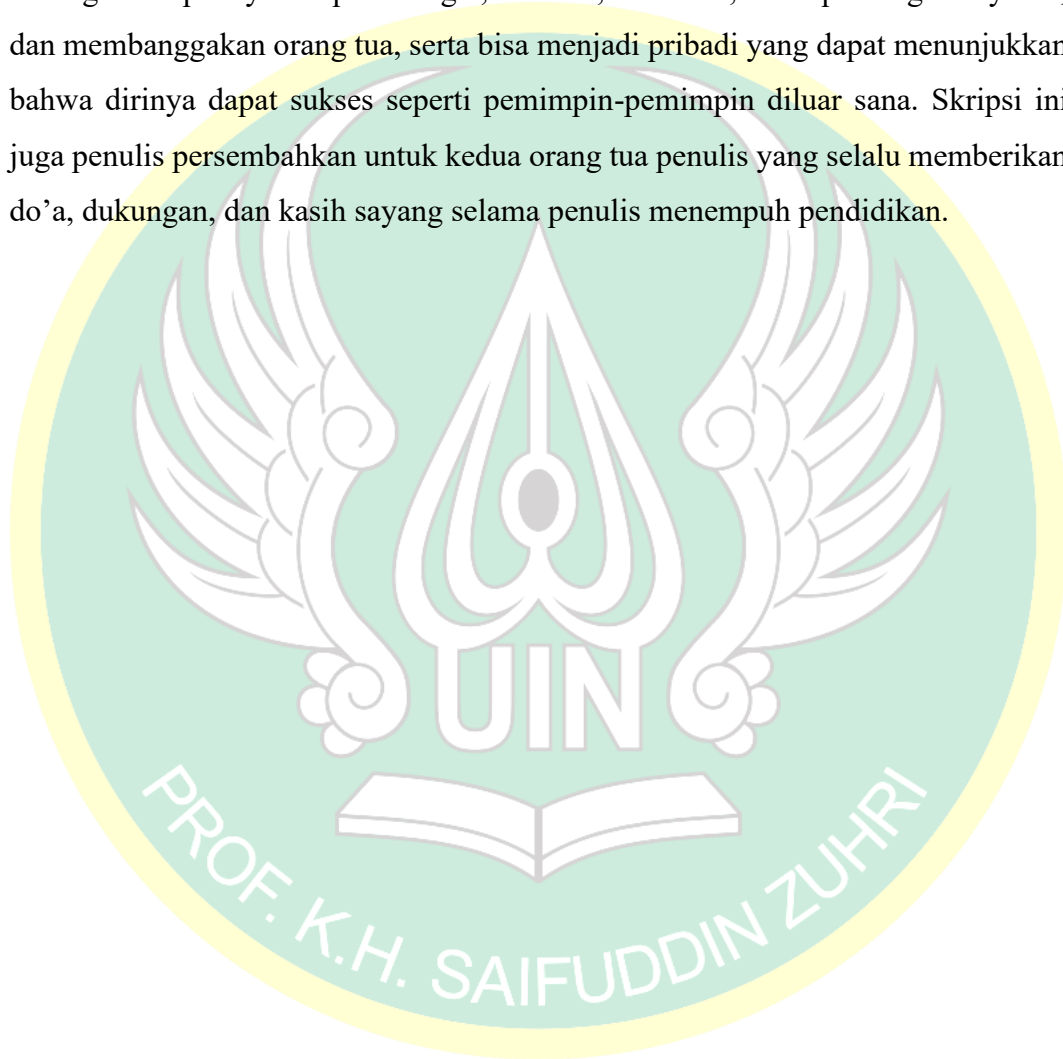 dan membanggakan orang tua, serta bisa menjadi pribadi yang dapat menunjukkan
bahwa dirinya dapat sukses seperti pemimpin-pemimpin diluar sana. Skripsi ini
juga penulis persembahkan untuk kedua orang tua penulis yang selalu memberikan
do’a, dukungan, dan kasih sayang selama penulis menempuh pendidikan.
UIN
PROF. K.H. SAIFUDDIN ZUHRI